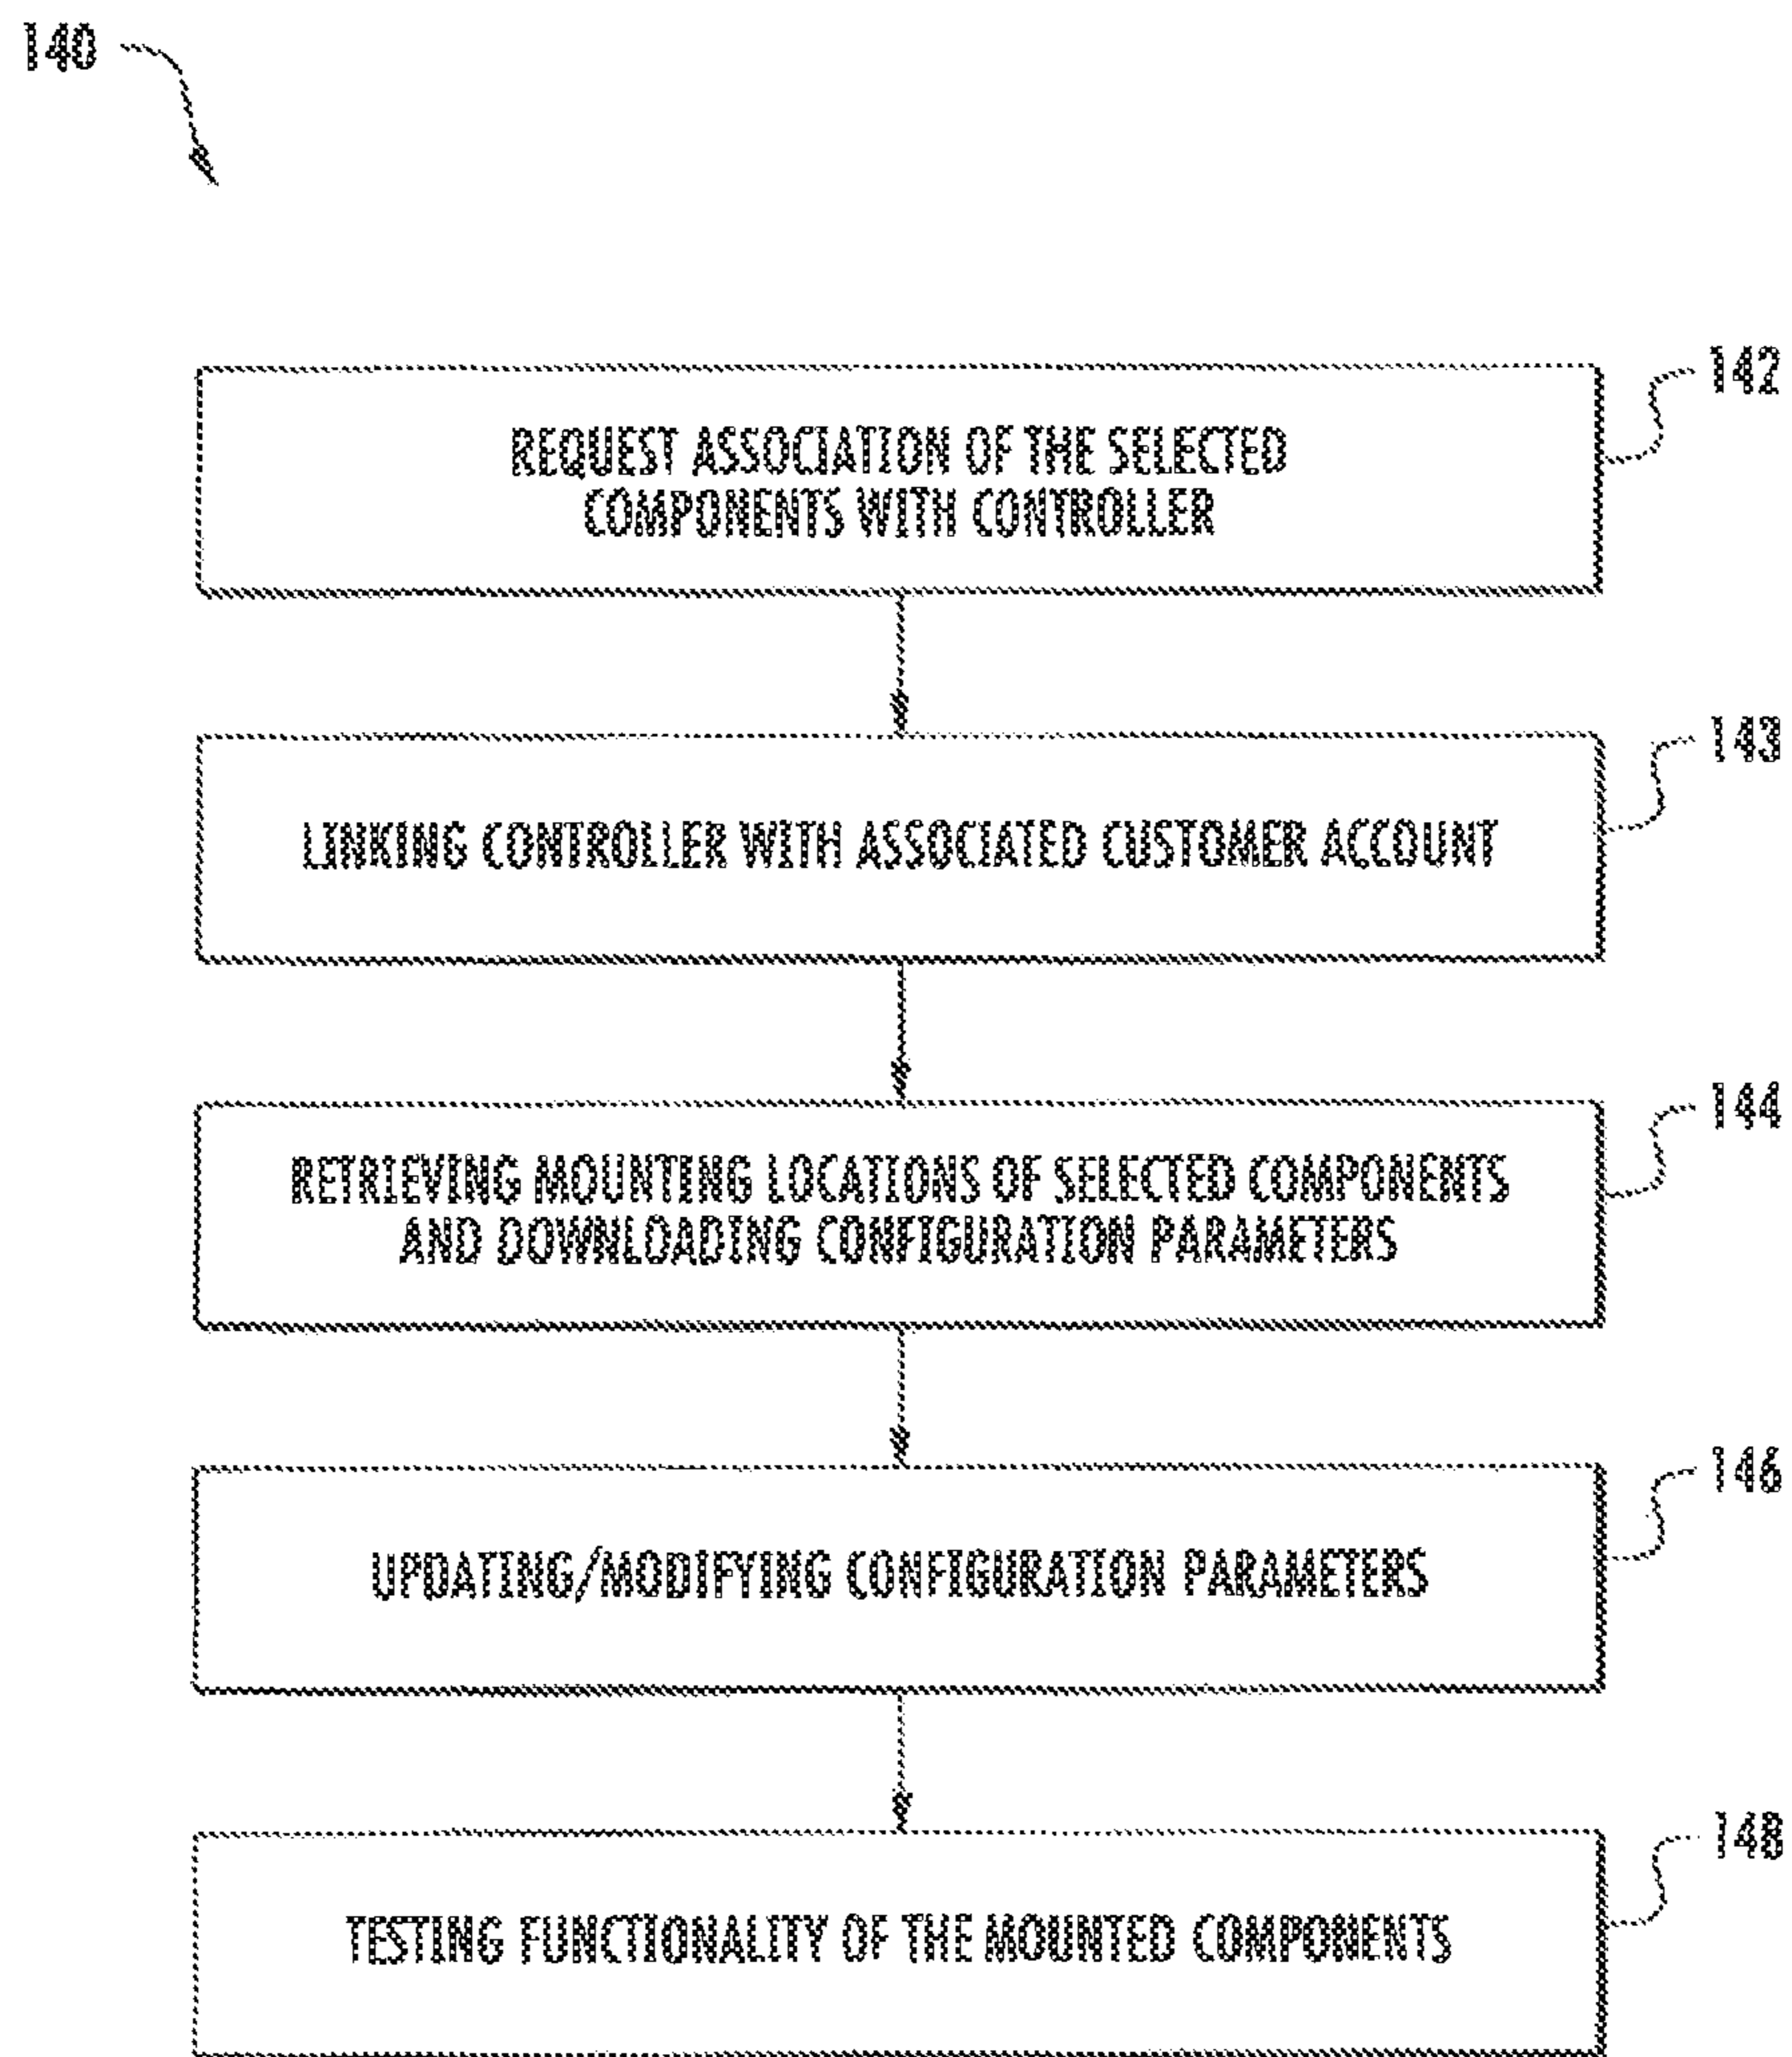 140
142
REQUEST ASSOCIATION OF THE SELECTED
COMPONENTS WITH CONTROLLER
143
LINKING CONTROLLER WITH ASSOCIATED CUSTOMER ACCOUNT
144
RETRIEVING MOUNTING LOCATIONS OF SELECTED COMPONENTS
AND DOWNLOADING CONFIGURATION PARAMETERS
146
UPDATING/MODIFYING CONFIGURATION PARAMETERS
148
TESTING FUNCTIONALITY OF THE MOUNTED COMPONENTS